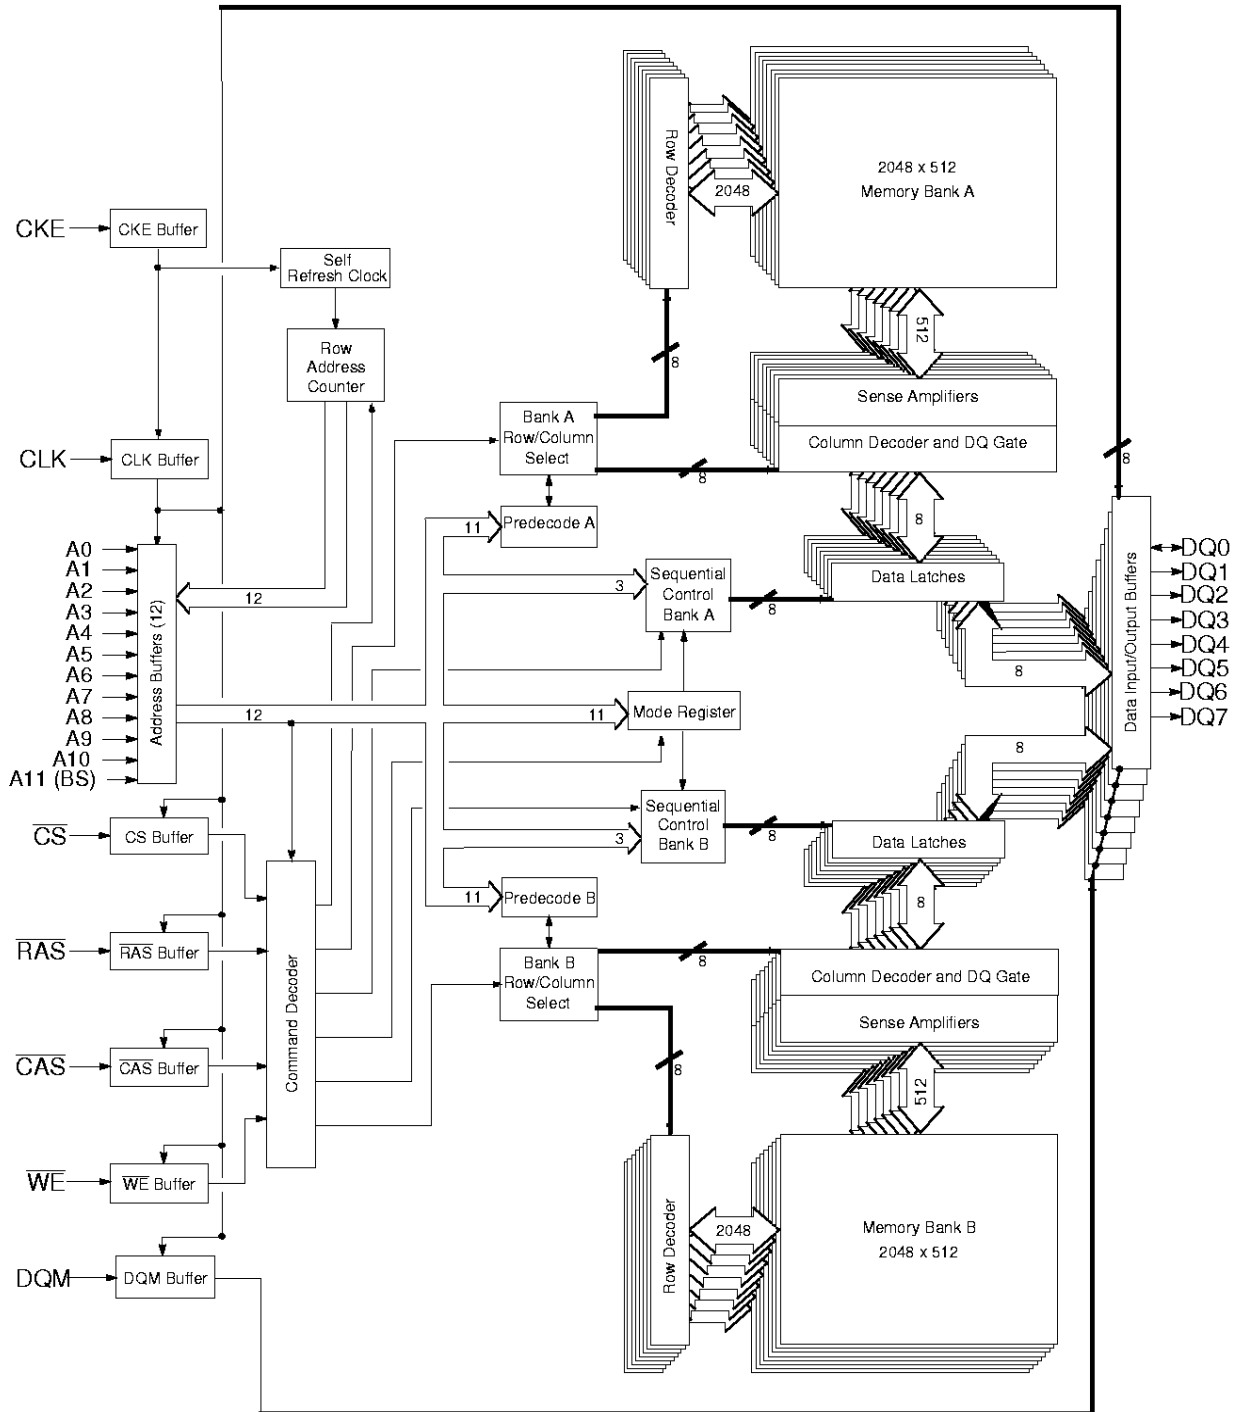 CKE
CKE Buffer
Self
Refresh Clock
Row
Address
Counter
CLK
CLK Buffer
A0
A1
A2
A3
A4
A5
A6
A7
A8
A9
A10
A11 (BS)
Address Buffers (12)
12
12
CS
CS Buffer
RAS
RAS Buffer
CAS
CAS Buffer
WE
WE Buffer
DQM
DQM Buffer
Command Decoder
Row Decoder
2048
2048 x 512
Memory Bank A
512
8
Sense Amplifiers
Column Decoder and DQ Gate
Bank A
Row/Column
Select
8
8
Predecode A
11
8
Sequential
Control
Bank A
3
8
Data Latches
8
11
Mode Register
8
Sequential
Control
Bank B
3
8
Data Latches
11
Predecode B
8
Bank B
Row/Column
Select
8
Column Decoder and DQ Gate
Sense Amplifiers
8
512
Row Decoder
2048
Memory Bank B
2048 x 512
Data Input/Output Buffers
DQ0
DQ1
DQ2
DQ3
DQ4
DQ5
DQ6
DQ7